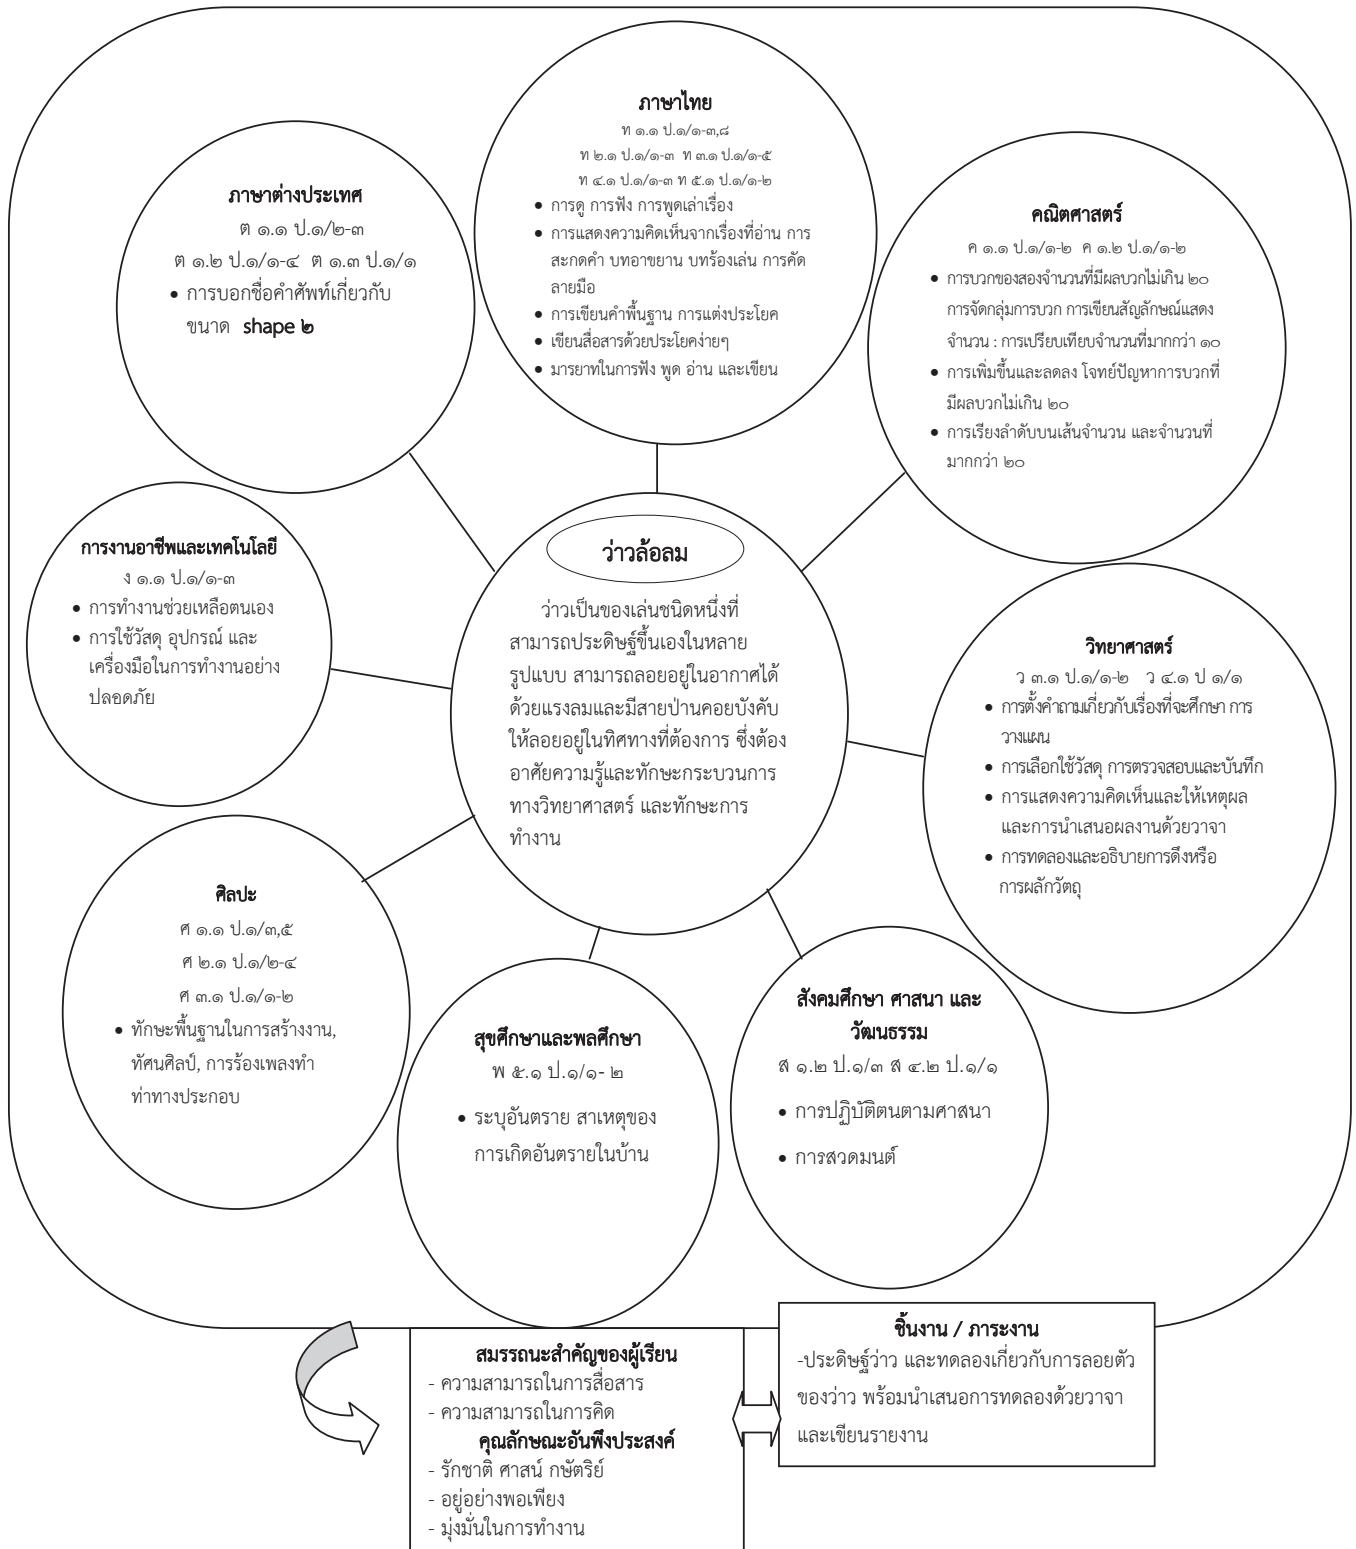 ภาษาไทย
ท ๑.๑ ป.๑/๑-๓,๘
ท ๒.๑ ป.๑/๑-๓ ท ๓.๑ ป.๑/๑-๕
ท ๔.๑ ป.๑/๑-๓ ท ๕.๑ ป.๑/๑-๒
• การดู การฟัง การพูดเล่าเรื่อง
• การแสดงความคิดเห็นจากเรื่องที่อ่าน การ
สะกดคำ บทอาขยาน บทร้องเล่น การคัด
ลายมือ
• การเขียนคำพื้นฐาน การแต่งประโยค
• เขียนสื่อสารด้วยประโยคง่ายๆ
• มารยาทในการฟัง พูด อ่าน และเขียน
ภาษาต่างประเทศ
ต ๑.๑ ป.๑/๒-๓
ต ๑.๒ ป.๑/๑-๔ ต ๑.๓ ป.๑/๑
• การบอกชื่อคำศัพท์เกี่ยวกับ
ขนาด shape ๒
คณิตศาสตร์
ค ๑.๑ ป.๑/๑-๒ ค ๑.๒ ป.๑/๑-๒
• การบวกของสองจำนวนที่มีผลบวกไม่เกิน ๒๐
การจัดกลุ่มการบวก การเขียนสัญลักษณ์แสดง
จำนวน : การเปรียบเทียบจำนวนที่มากกว่า ๑๐
• การเพิ่มขึ้นและลดลง โจทย์ปัญหาการบวกที่
มีผลบวกไม่เกิน ๒๐
• การเรียงลำดับบนเส้นจำนวน และจำนวนที่
มากกว่า ๒๐
การงานอาชีพและเทคโนโลยี
ง ๑.๑ ป.๑/๑-๓
• การทำงานช่วยเหลือตนเอง
• การใช้วัสดุ อุปกรณ์ และ
เครื่องมือในการทำงานอย่าง
ปลอดภัย
ว่าวล้อลม
ว่าวเป็นของเล่นชนิดหนึ่งที่
สามารถประดิษฐ์ขึ้นเองในหลาย
รูปแบบ สามารถลอยอยู่ในอากาศได้
ด้วยแรงลมและมีสายป่านคอยบังคับ
ให้ลอยอยู่ในทิศทางที่ต้องการ ซึ่งต้อง
อาศัยความรู้และทักษะกระบวนการ
ทางวิทยาศาสตร์ และทักษะการ
ทำงาน
วิทยาศาสตร์
ว ๓.๑ ป.๑/๑-๒ ว ๔.๑ ป ๑/๑
• การตั้งคำถามเกี่ยวกับเรื่องที่จะศึกษา การ
วางแผน
• การเลือกใช้วัสดุ การตรวจสอบและบันทึก
• การแสดงความคิดเห็นและให้เหตุผล
และการนำเสนอผลงานด้วยวาจา
• การทดลองและอธิบายการดึงหรือ
การผลักวัตถุ
ศิลปะ
ศ ๑.๑ ป.๑/๓,๕
ศ ๒.๑ ป.๑/๒-๔
ศ ๓.๑ ป.๑/๑-๒
• ทักษะพื้นฐานในการสร้างงาน,
ทัศนศิลป์, การร้องเพลงทำ
ท่าทางประกอบ
สุขศึกษาและพลศึกษา
พ ๕.๑ ป.๑/๑- ๒
• ระบุอันตราย สาเหตุของ
การเกิดอันตรายในบ้าน
สังคมศึกษา ศาสนา และ
วัฒนธรรม
ส ๑.๒ ป.๑/๓ ส ๔.๒ ป.๑/๑
• การปฏิบัติตนตามศาสนา
• การสวดมนต์
สมรรถนะสำคัญของผู้เรียน
- ความสามารถในการสื่อสาร
- ความสามารถในการคิด
คุณลักษณะอันพึงประสงค์
- รักชาติ ศาสน์ กษัตริย์
- อยู่อย่างพอเพียง
- มุ่งมั่นในการทำงาน
ชิ้นงาน / ภาระงาน
-ประดิษฐ์ว่าว และทดลองเกี่ยวกับการลอยตัว
ของว่าว พร้อมนำเสนอการทดลองด้วยวาจา
และเขียนรายงาน